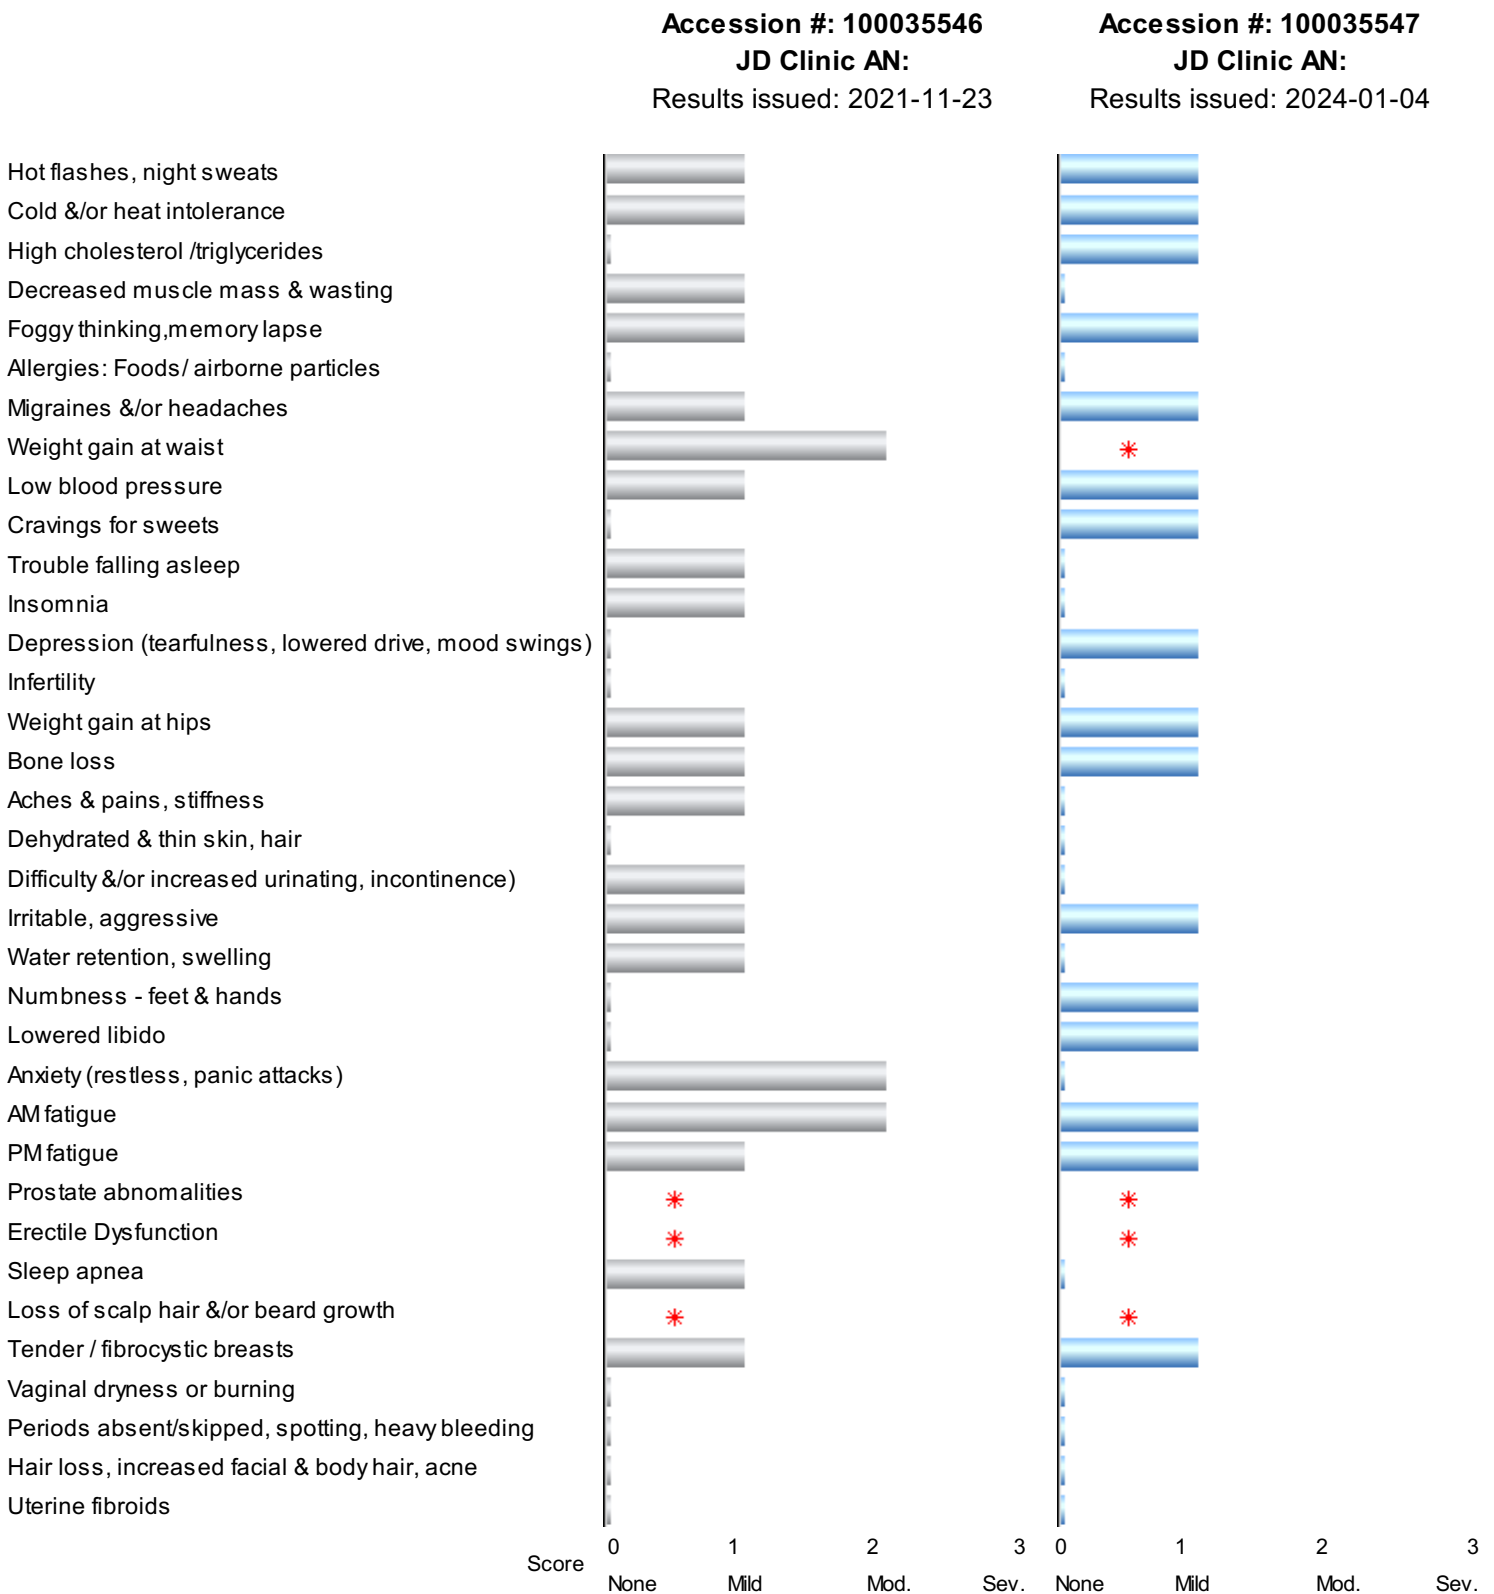 Accession #: 100035546
JD Clinic AN:
Results issued: 2021-11-23
Accession #: 100035547
JD Clinic AN:
Results issued: 2024-01-04
Hot flashes, night sweats
Cold &/or heat intolerance
High cholesterol /triglycerides
Decreased muscle mass & wasting
Foggy thinking,memory lapse
Allergies: Foods/ airborne particles
Migraines &/or headaches
Weight gain at waist
Low blood pressure
Cravings for sweets
Trouble falling asleep
Insomnia
Depression (tearfulness, lowered drive, mood swings)
Infertility
Weight gain at hips
Bone loss
Aches & pains, stiffness
Dehydrated & thin skin, hair
Difficulty &/or increased urinating, incontinence)
Irritable, aggressive
Water retention, swelling
Numbness - feet & hands
Lowered libido
Anxiety (restless, panic attacks)
AM fatigue
PM fatigue
Prostate abnomalities
Erectile Dysfunction
Sleep apnea
Loss of scalp hair &/or beard growth
Tender / fibrocystic breasts
Vaginal dryness or burning
Periods absent/skipped, spotting, heavy bleeding
Hair loss, increased facial & body hair, acne
Uterine fibroids
Score
0 1 2 3
None Mild Mod. Sev.
0 1 2 3
None Mild Mod. Sev.